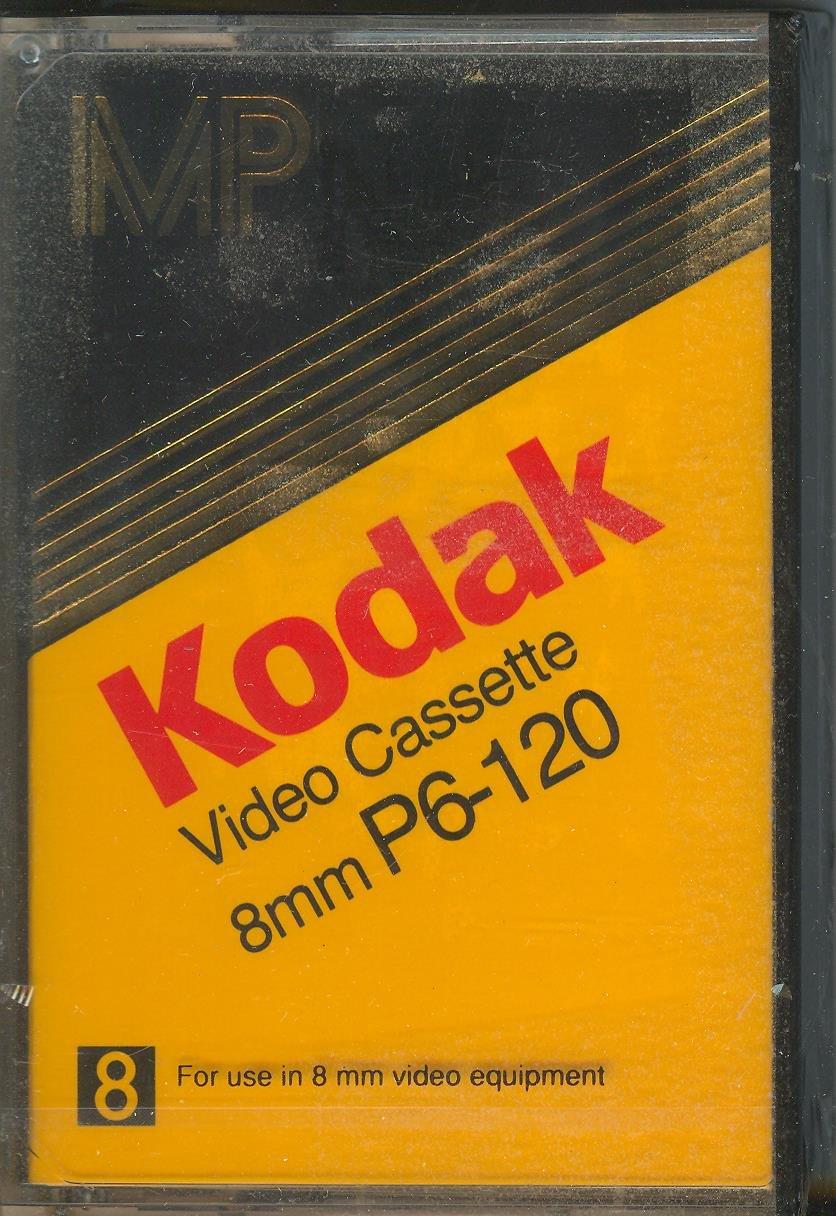 MP
Kodak
Video Cassette
8mm P6-120
8 For use in 8 mm video equipment